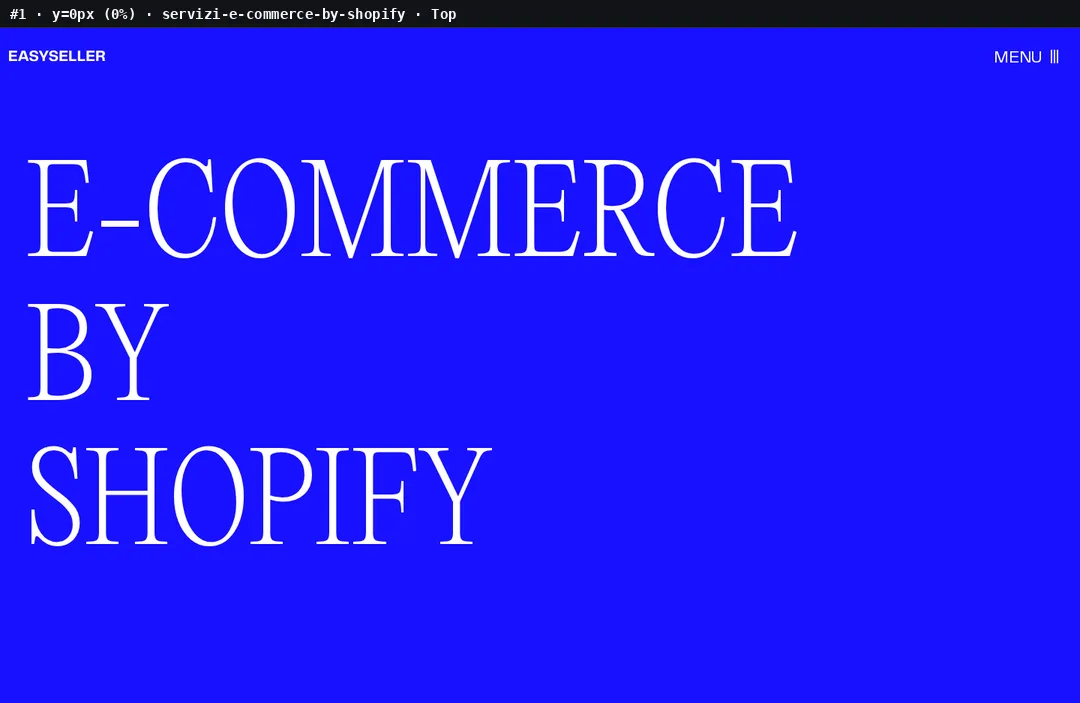 #1 · y=0px (0%) · servizi-e-commerce-by-shopify · Top
EASYSELLER
MENU
E-COMMERCE
BY
SHOPIFY